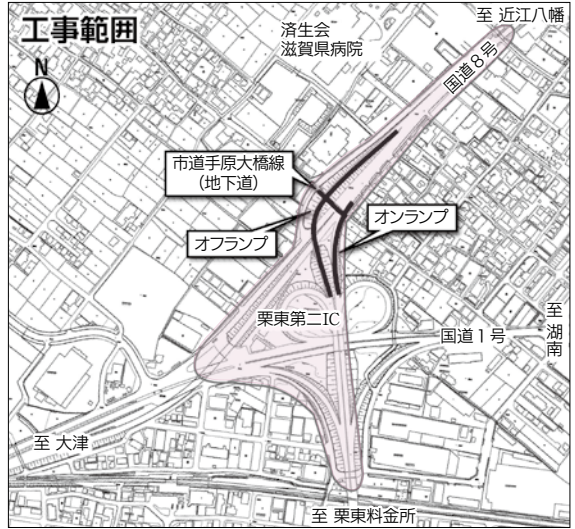 工事範囲
N
済生会
滋賀県病院
至 近江八幡
国道8号
市道手原大橋線
(地下道)
オフランプ
オンランプ
栗東第二IC
国道1号
至 湖南
至 大津
至 栗東料金所